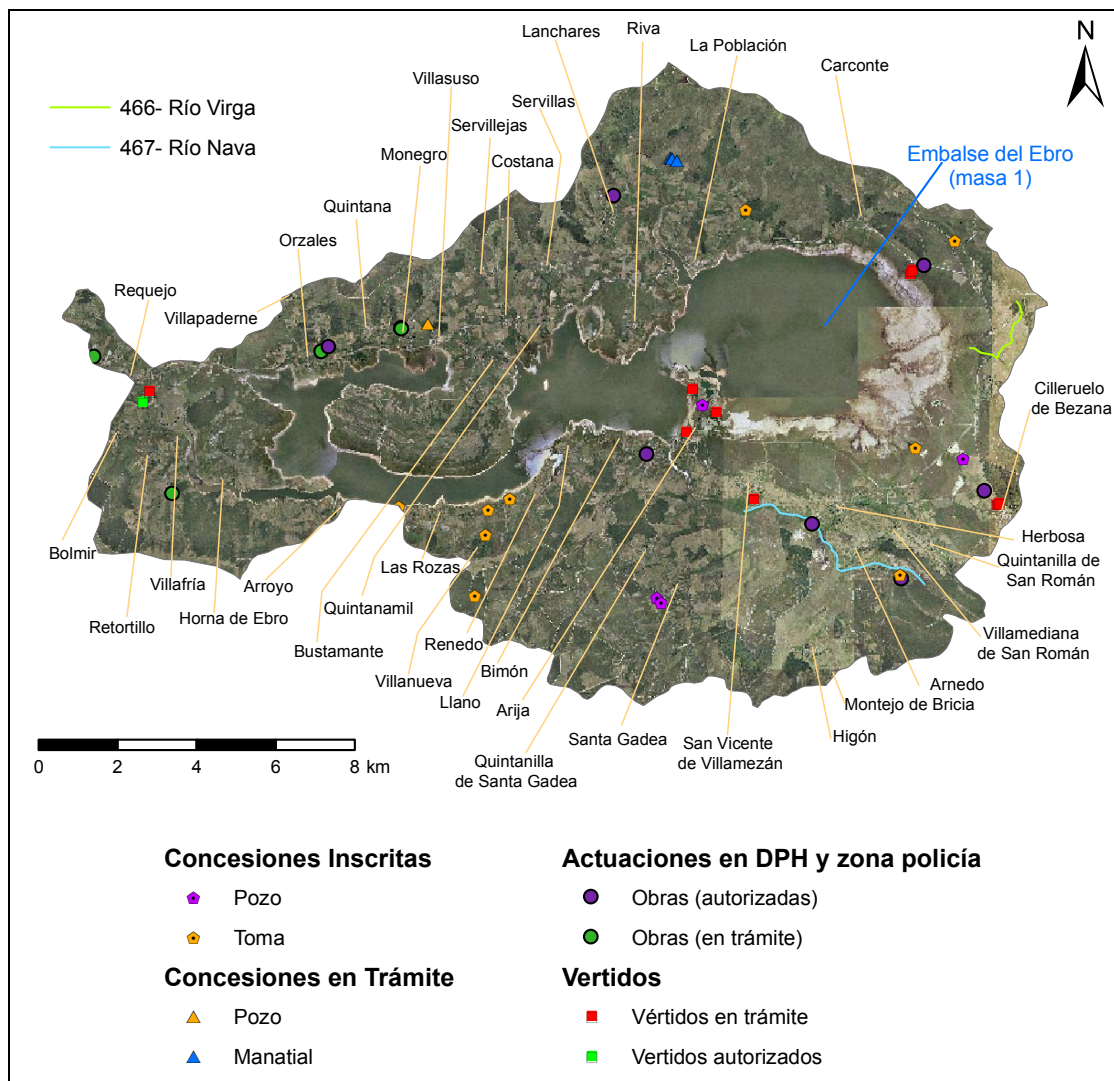 Lanchares
Riva
La Población
Carconte
N
466- Río Virga
467- Río Nava
Villasuso
Servillas
Servillejas
Monegro
Costana
Quintana
Orzales
Requejo
Villapaderne
Embalse del Ebro
(masa 1)
Cilleruelo
de Bezana
Bolmir
Retortillo
Villafría
Horna de Ebro
Arroyo
Bustamante
Quintanamil
Las Rozas
Villanueva
Renedo
Llano
Bimón
Arija
Quintanilla
de Santa Gadea
Santa Gadea
San Vicente
de Villamezán
Higón
Montejo de Bricia
Arnedo
Villamediana
de San Román
Quintanilla de
San Román
Herbosa
0 2 4 8 km
Concesiones Inscritas
Pozo
Toma
Concesiones en Trámite
Pozo
Manatial
Actuaciones en DPH y zona policía
Obras (autorizadas)
Obras (en trámite)
Vertidos
Vértidos en trámite
Vertidos autorizados